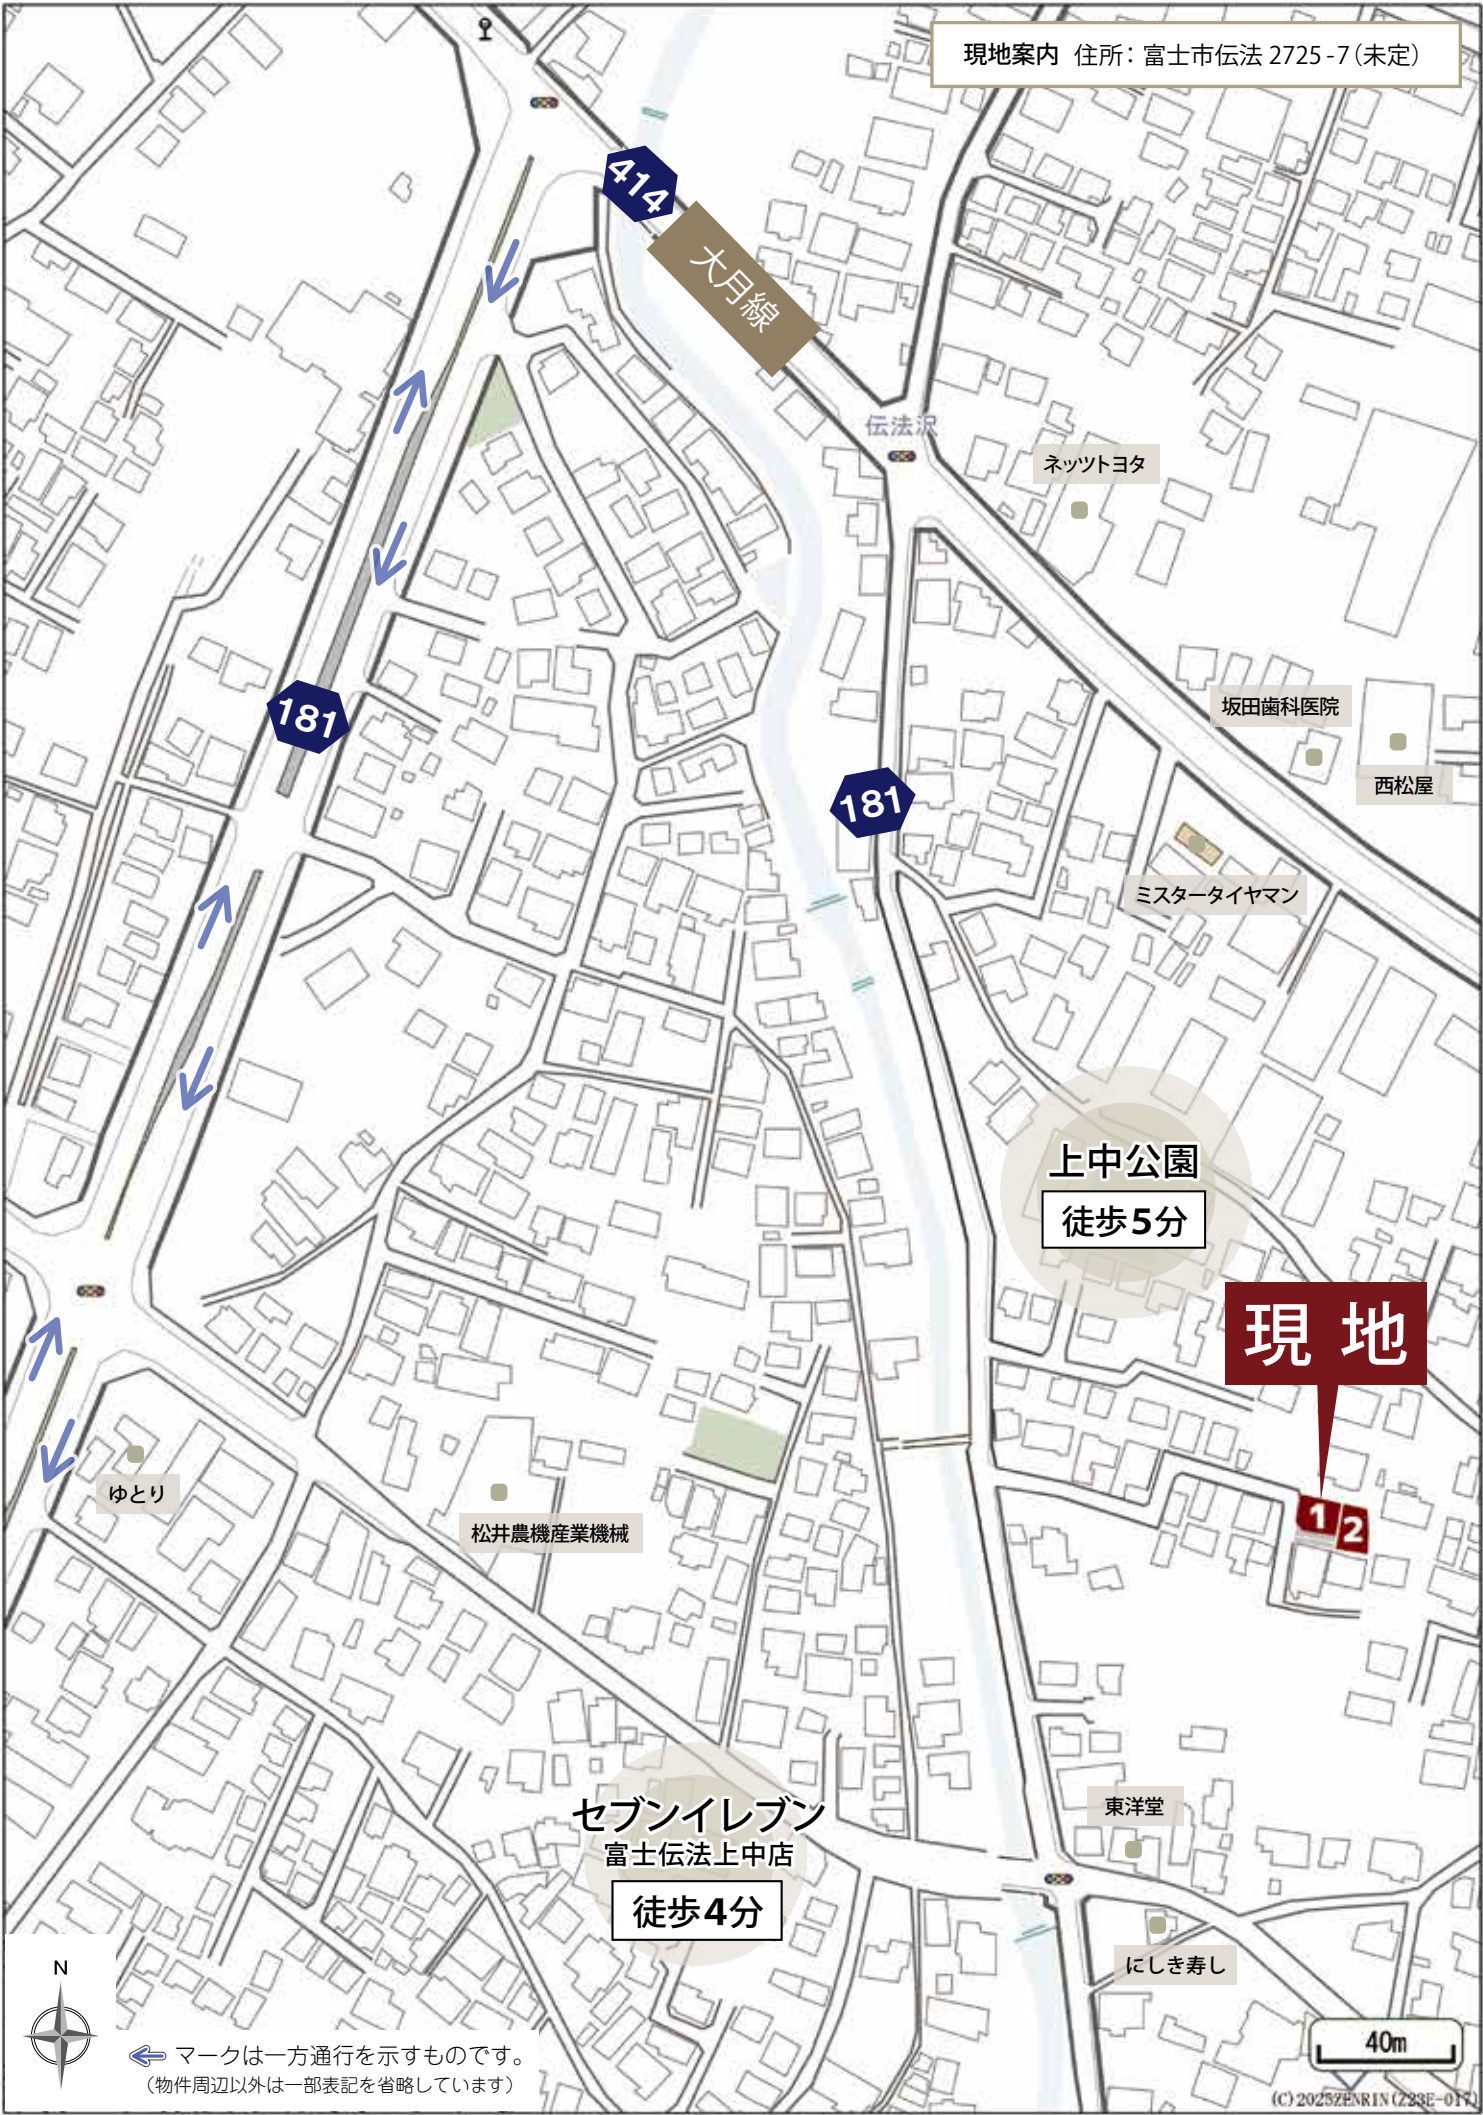 現地案内 住所：富士市伝法 2725-7（未定）
414
大月線
伝法沢
ネッツトヨタ
坂田歯科医院
西松屋
181
181
ミスタータイヤマン
上中公園
徒歩5分
現 地
1 2
ゆとり
松井農機産業機械
東洋堂
セブンイレブン
富士伝法上中店
徒歩4分
にしき寿し
N
マークは一方通行を示すものです。
（物件周辺以外は一部表記を省略しています）
40m
(C)2025ZENRIN(Z23E-017)